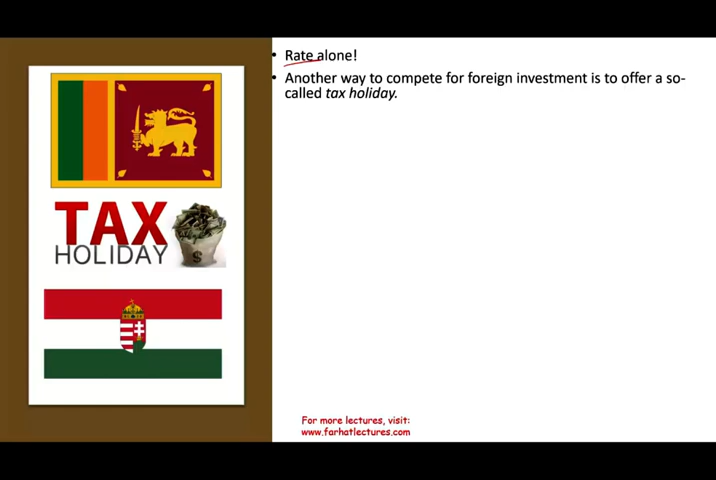 Rate alone!
Another way to compete for foreign investment is to offer a so-
called tax holiday.
TAX
HOLIDAY
$
For more lectures, visit:
www.farhatlectures.com